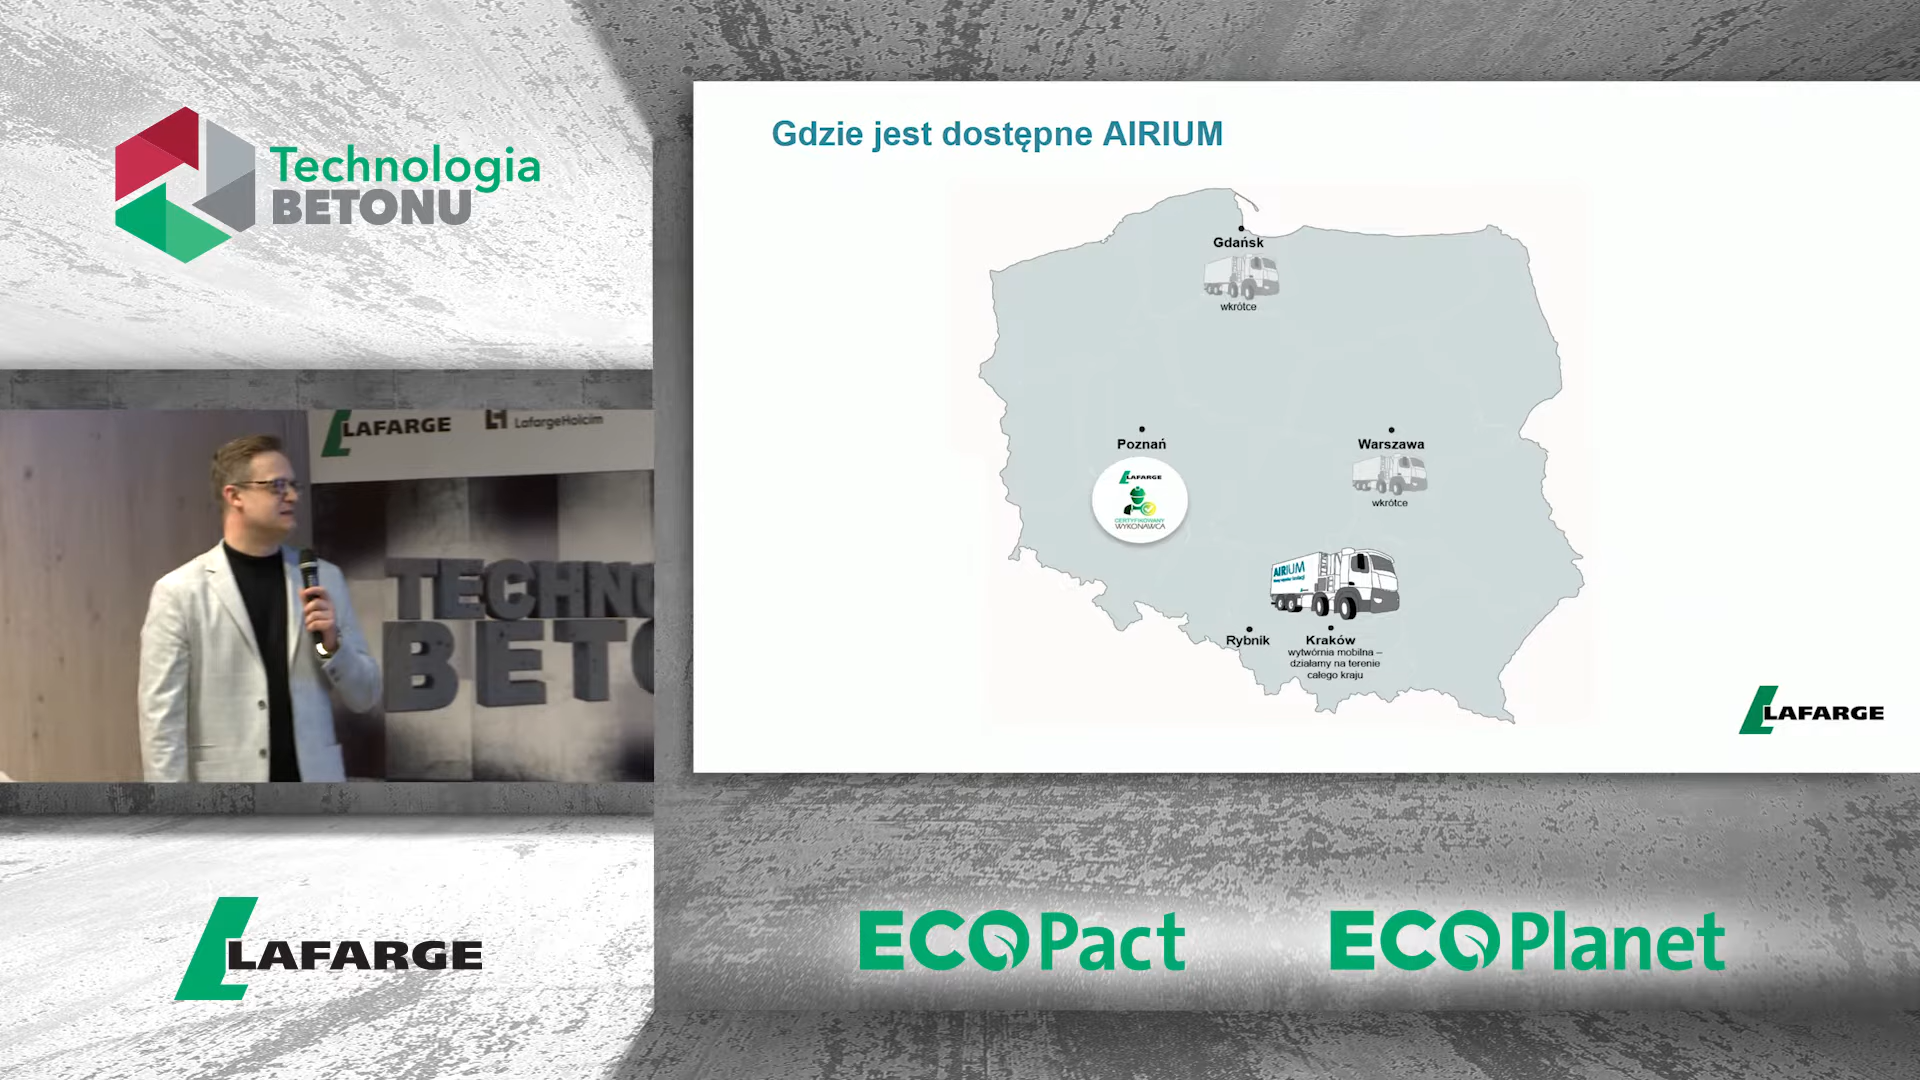 Technologia
BETONU
LAFARGE
LafargeHolcim
TECHNO
BETO
LAFARGE
Gdzie jest dostępne AIRIUM
Gdańsk
wkrótce
Poznań
LAFARGE
CERTYFIKOWANY
WYKONAWCA
Warszawa
wkrótce
AIRIUM
Rybnik
Kraków
wytwórnia mobilna –
działamy na terenie
całego kraju
LAFARGE
ECOPact
ECOPlanet